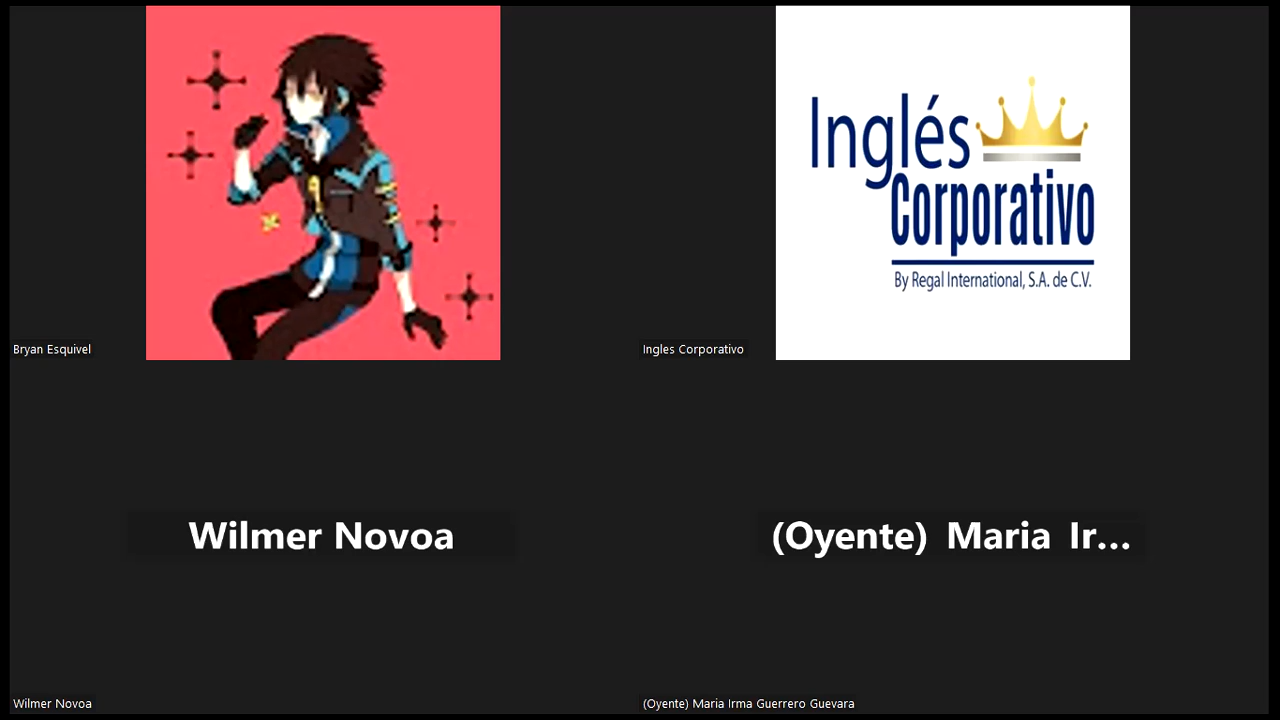 Inglés
Corporativo
By Regal International, S.A. de C.V.
Bryan Esquivel
Ingles Corporativo
Wilmer Novoa
(Oyente) Maria Ir...
Wilmer Novoa
(Oyente) Maria Irma Guerrero Guevara